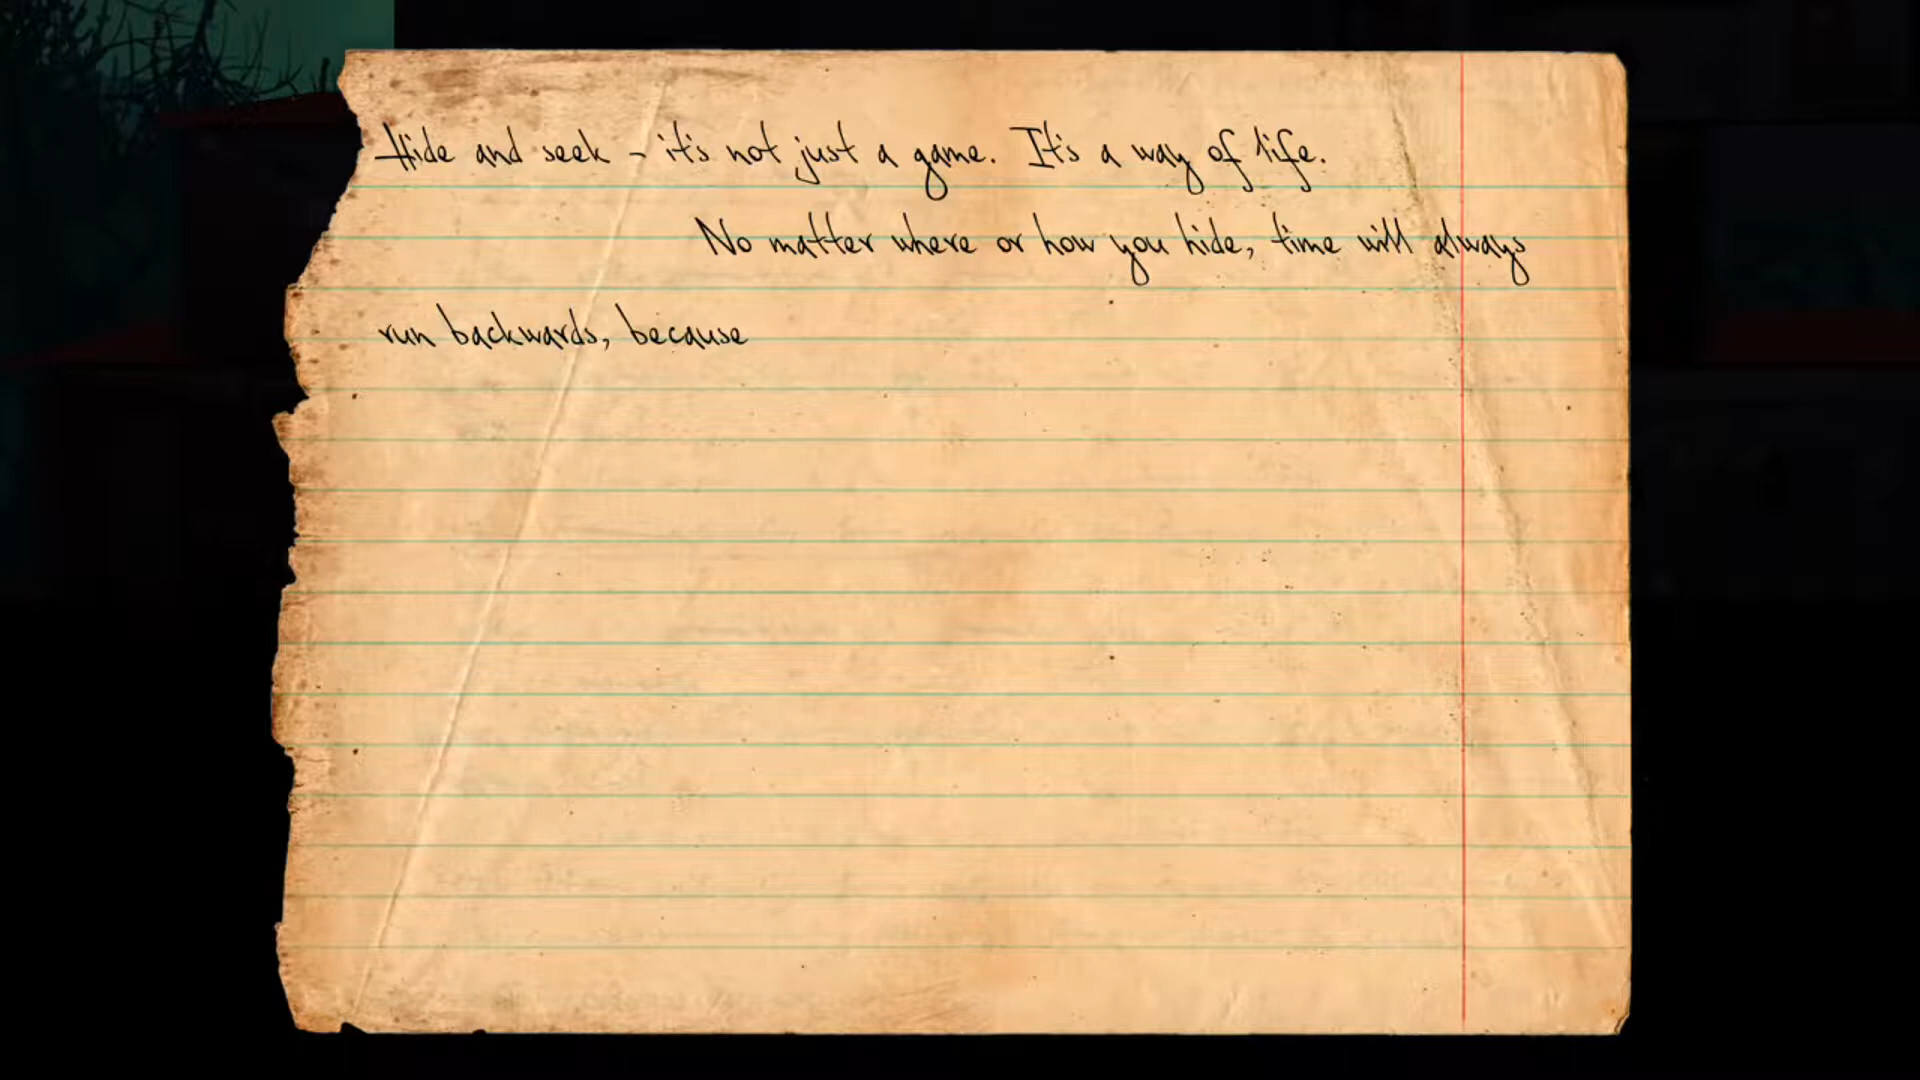 Hide and seek - it's not just a game. It's a way of life.
No matter where or how you hide, time will always
run backwards, because